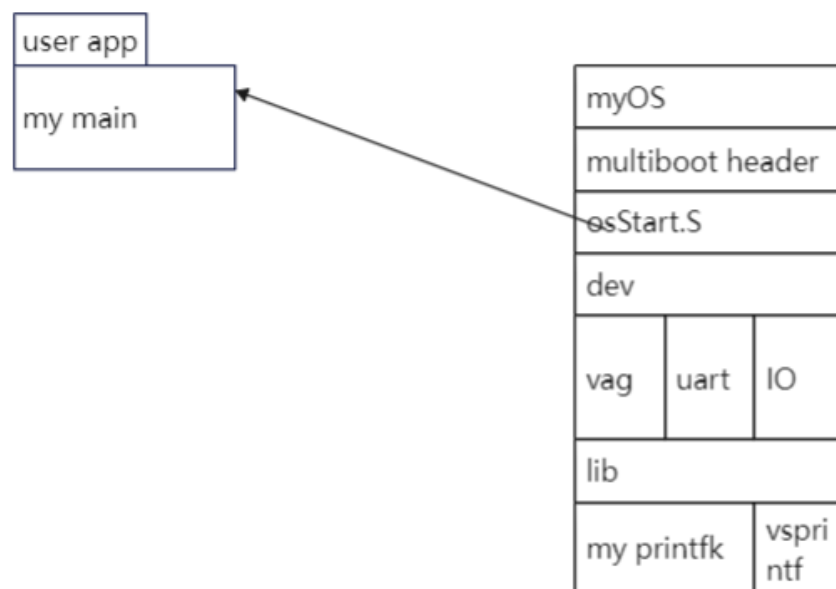 user app
my main
myOS
multiboot header
osStart.S
dev
vag
uart
IO
lib
my printfk
vspri
ntf